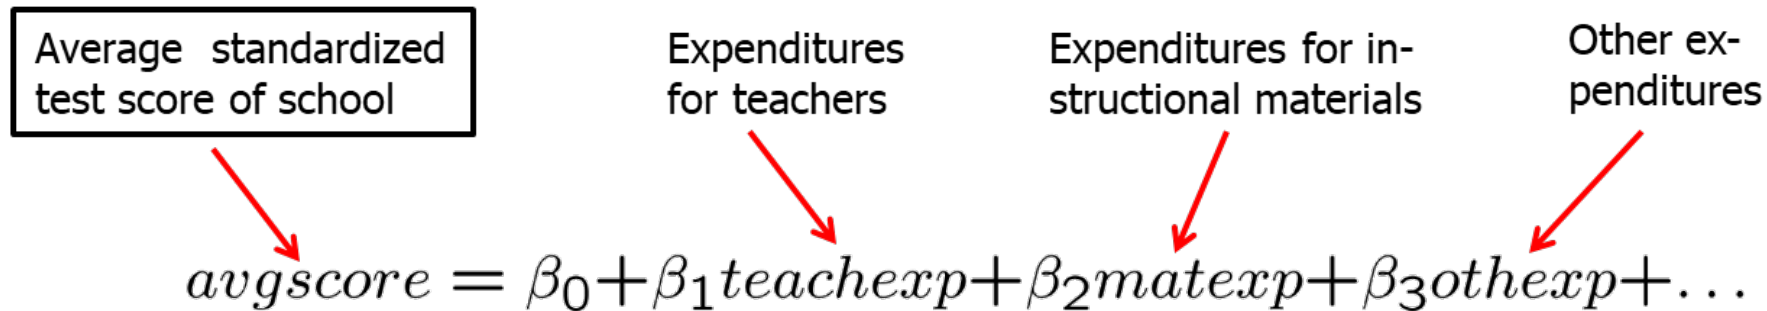 Average standardized
test score of school
Expenditures
for teachers
Expenditures for in-
structional materials
Other ex-
penditures
avgscore = β₀+β₁teachexp+β₂matexp+β₃othexp+...